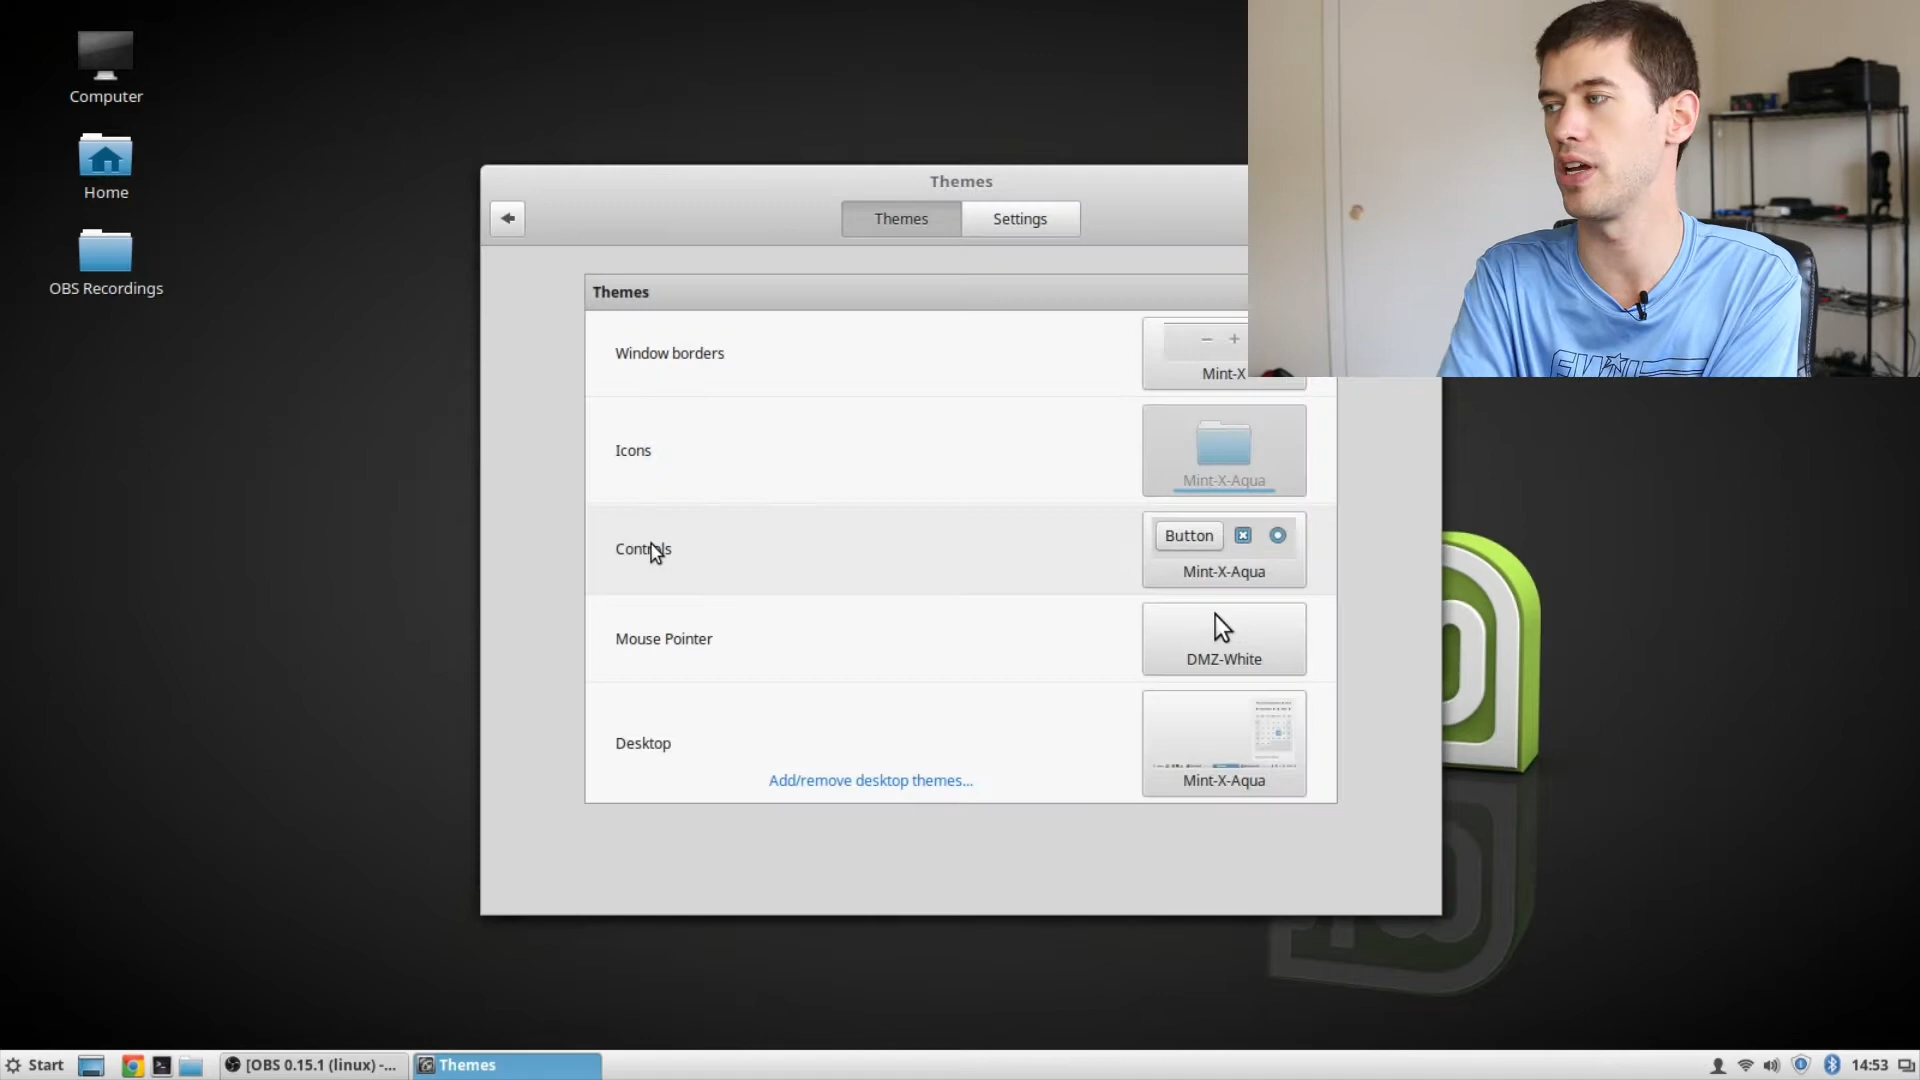 Computer
Home
OBS Recordings
Themes
Themes
Settings
Themes
Window borders
Mint-X
Icons
Mint-X-Aqua
Controls
Button
Mint-X-Aqua
Mouse Pointer
DMZ-White
Desktop
Add/remove desktop themes...
Mint-X-Aqua
Start
[OBS 0.15.1 (linux) -...
Themes
14:53